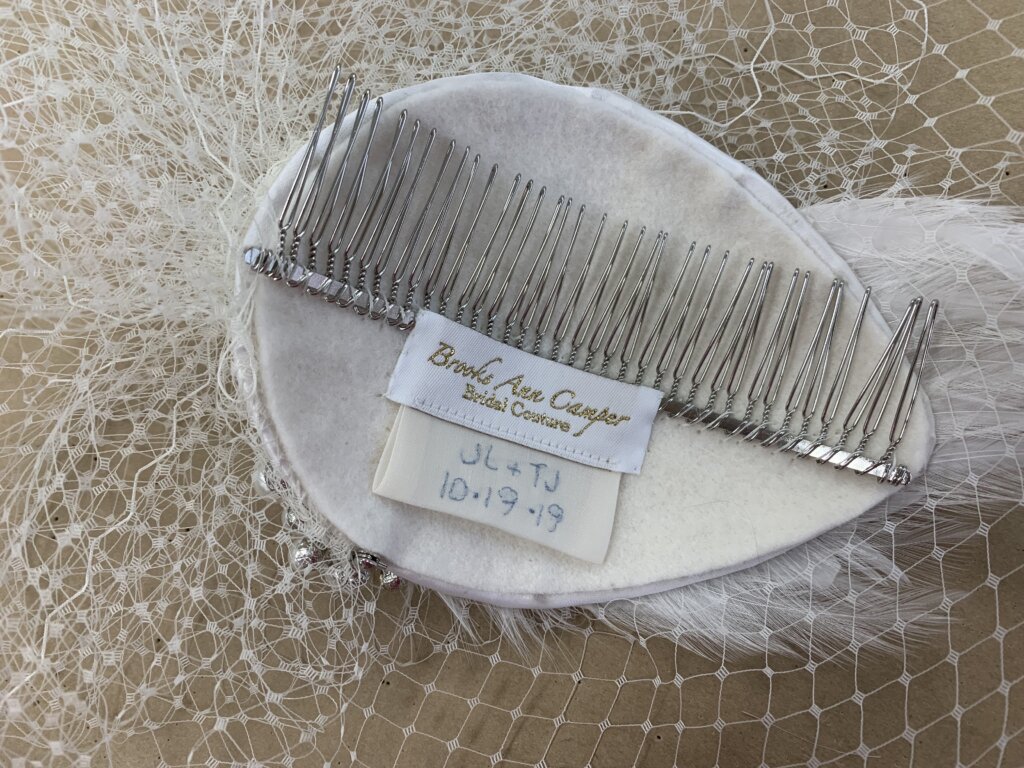 Brooke Ann Camper
Bridal Couture
JL + TJ
10.19.19